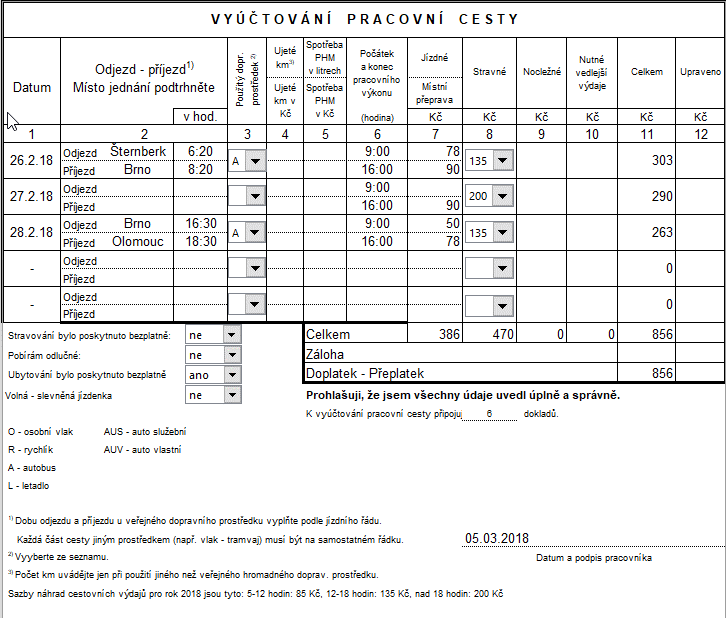 VYÚČTOVÁNÍ PRACOVNÍ CESTY
Datum
Odjezd - příjezd1)
Místo jednání podtrhněte
v hod.
Použitý dopr. prostředek 2)
Ujeté km3)
Ujeté km v Kč
Spotřeba PHM v litrech
Spotřeba PHM v Kč
Počátek a konec pracovního výkonu (hodina)
Jízdné
Místní přeprava
Kč
Stravné
Kč
Nocležné
Kč
Nutné vedlejší výdaje
Kč
Celkem
Kč
Upraveno
Kč
1 2 3 4 5 6 7 8 9 10 11 12
26.2.18 Odjezd Šternberk 6:20 A 9:00 78 135 303
Příjezd Brno 8:20 16:00 90
27.2.18 Odjezd 9:00 200 290
Příjezd 16:00 90
28.2.18 Odjezd Brno 16:30 A 9:00 50 135 263
Příjezd Olomouc 18:30 16:00 78
- Odjezd 0
Příjezd
- Odjezd 0
Příjezd
Stravování bylo poskytnuto bezplatně: ne
Pobírám odlučné: ne
Ubytování bylo poskytnuto bezplatně ano
Volná - slevněná jízdenka ne
Celkem 386 470 0 0 856
Záloha
Doplatek - Přeplatek 856
Prohlašuji, že jsem všechny údaje uvedl úplně a správně.
K vyúčtování pracovní cesty připojuj 6 dokladů.
O - osobní vlak AUS - auto služební
R - rychlík AUV - auto vlastní
A - autobus
L - letadlo
1) Dobu odjezdu a příjezdu u veřejného dopravního prostředku vyplňte podle jízdního řádu.
Každá část cesty jiným prostředkem (např. vlak - tramvaj) musí být na samostatném řádku.
05.03.2018
2) Vyyberte ze seznamu.
Datum a podpis pracovníka
3) Počet km uvádějte jen při použití jiného než veřejného hromadného doprav. prostředku.
Sazby náhrad cestovních výdajů pro rok 2018 jsou tyto: 5-12 hodin: 85 Kč, 12-18 hodin: 135 Kč, nad 18 hodin: 200 Kč